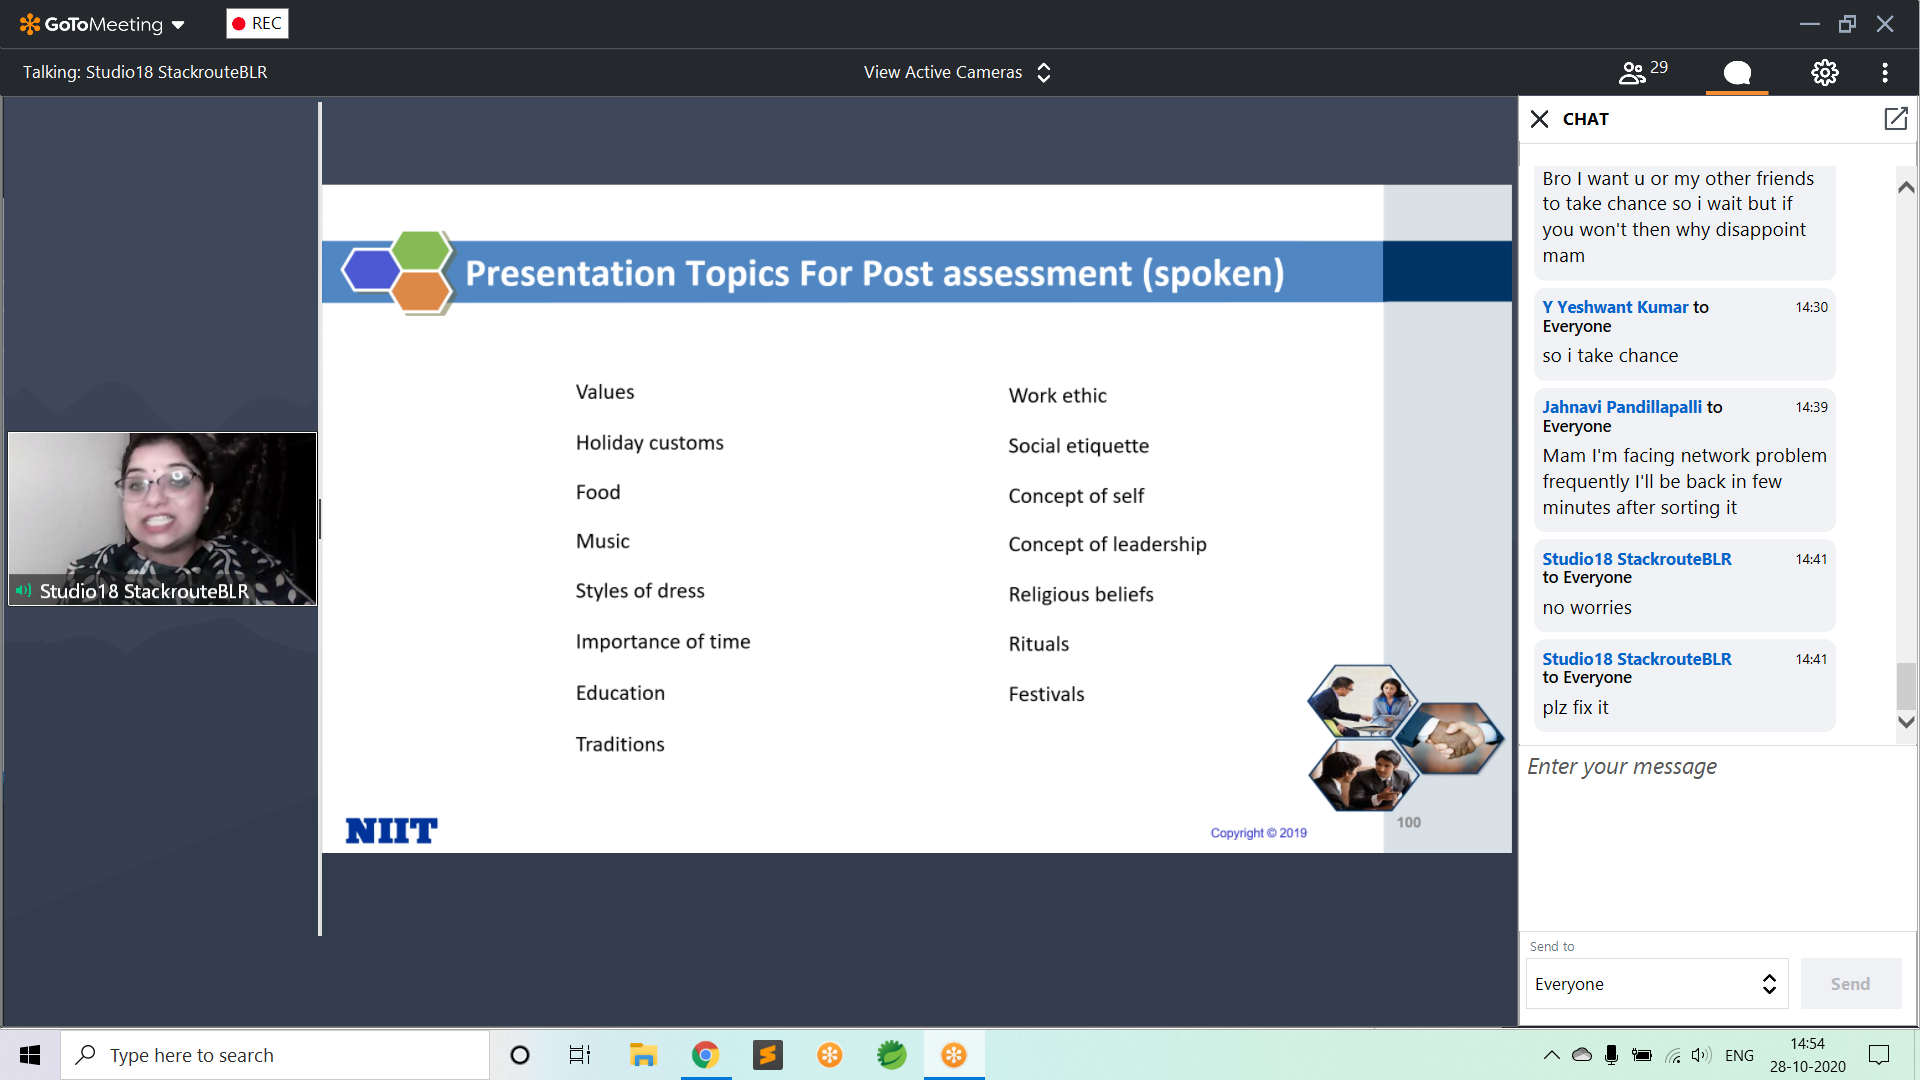 GoToMeeting
REC
Talking: Studio18 StackrouteBLR
View Active Cameras
29
CHAT
Bro I want u or my other friends
to take chance so i wait but if
you won't then why disappoint
mam
Y Yeshwant Kumar to
Everyone
14:30
so i take chance
Jahnavi Pandillapalli to
Everyone
14:39
Mam I'm facing network problem
frequently I'll be back in few
minutes after sorting it
Studio18 StackrouteBLR
to Everyone
14:41
no worries
Studio18 StackrouteBLR
to Everyone
14:41
plz fix it
Enter your message
Send to
Everyone
Send
Studio18 StackrouteBLR
Presentation Topics For Post assessment (spoken)
Values
Holiday customs
Food
Music
Styles of dress
Importance of time
Education
Traditions
Work ethic
Social etiquette
Concept of self
Concept of leadership
Religious beliefs
Rituals
Festivals
NIIT
Copyright © 2019
100
Type here to search
ENG
14:54
28-10-2020